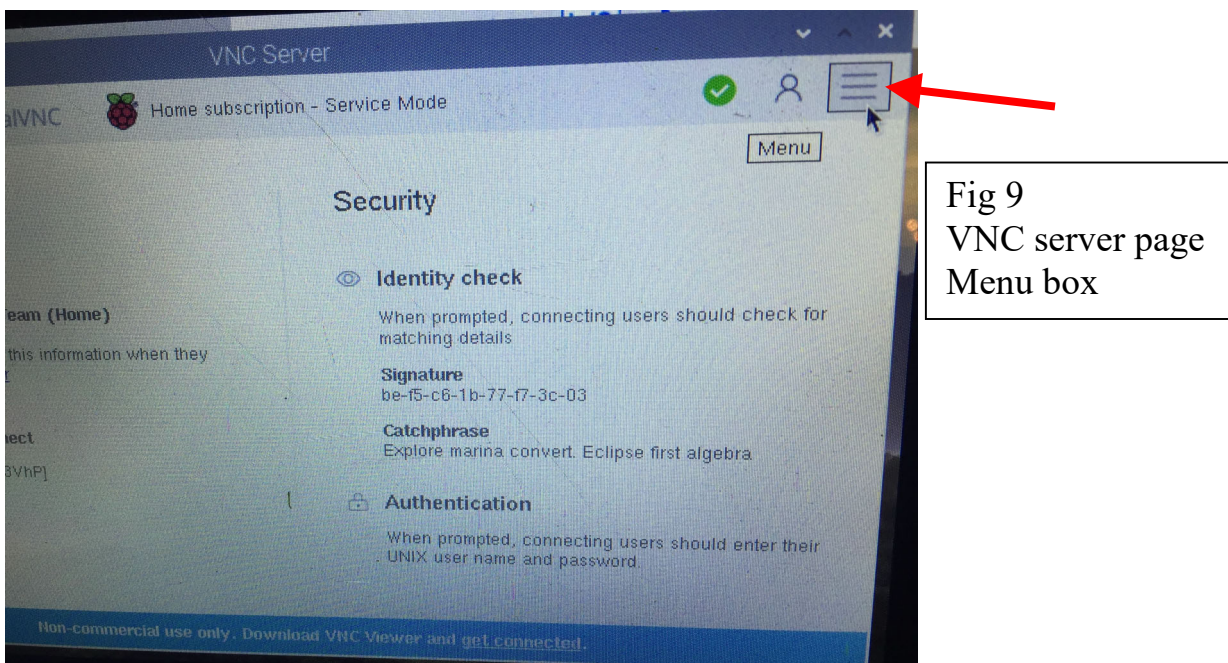 VNC Server
alVNC
Home subscription - Service Mode
Menu
Security
Identity check
When prompted, connecting users should check for
matching details
Signature
be-f5-c6-1b-77-f7-3c-03
Catchphrase
Explore marina convert. Eclipse first algebra
Authentication
When prompted, connecting users should enter their
UNIX user name and password.
eam (Home)
this information when they
nect
3VhP]
Non-commercial use only. Download VNC Viewer and get connected.
Fig 9
VNC server page
Menu box